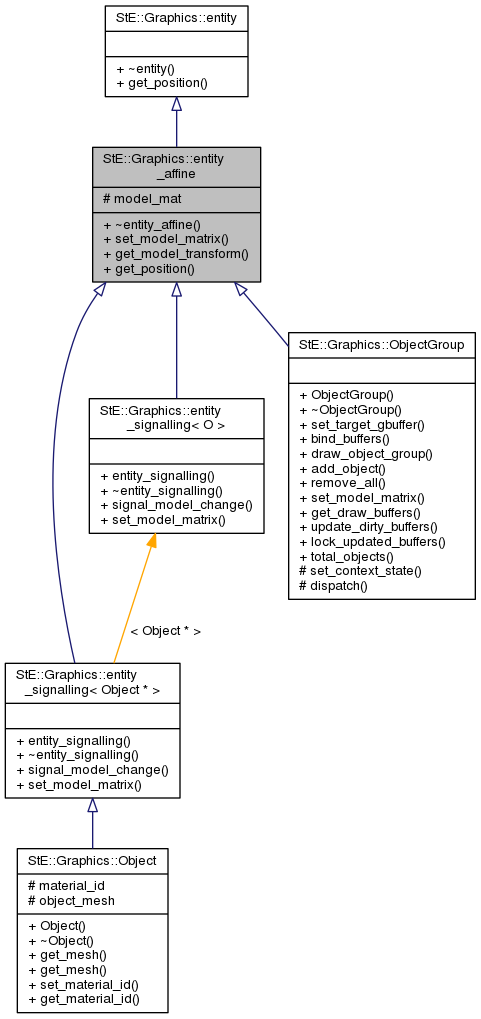 StE::Graphics::entity
+ ~entity()
+ get_position()
StE::Graphics::entity
_affine
# model_mat
+ ~entity_affine()
+ set_model_matrix()
+ get_model_transform()
+ get_position()
StE::Graphics::ObjectGroup
+ ObjectGroup()
+ ~ObjectGroup()
+ set_target_gbuffer()
+ bind_buffers()
+ draw_object_group()
+ add_object()
+ remove_all()
+ set_model_matrix()
+ get_draw_buffers()
+ update_dirty_buffers()
+ lock_updated_buffers()
+ total_objects()
# set_context_state()
# dispatch()
StE::Graphics::entity
_signalling< O >
+ entity_signalling()
+ ~entity_signalling()
+ signal_model_change()
+ set_model_matrix()
< Object * >
StE::Graphics::entity
_signalling< Object * >
+ entity_signalling()
+ ~entity_signalling()
+ signal_model_change()
+ set_model_matrix()
StE::Graphics::Object
# material_id
# object_mesh
+ Object()
+ ~Object()
+ get_mesh()
+ get_mesh()
+ set_material_id()
+ get_material_id()